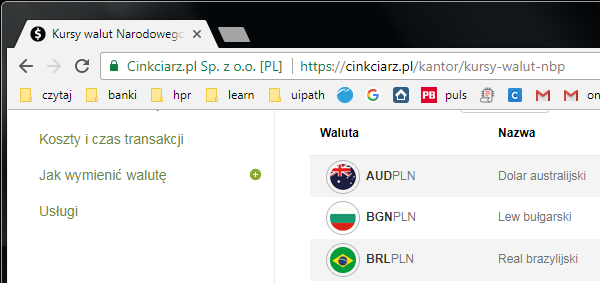 Kursy walut Narodowego
Cinkciarz.pl Sp. z o.o. [PL] https://cinkciarz.pl/kantor/kursy-walut-nbp
czytaj banki hpr learn uipath G PB puls C on
Koszty i czas transakcji
Jak wymienić walutę
Usługi
Waluta Nazwa
AUDPLN Dolar australijski
BGNPLN Lew bułgarski
BRLPLN Real brazylijski